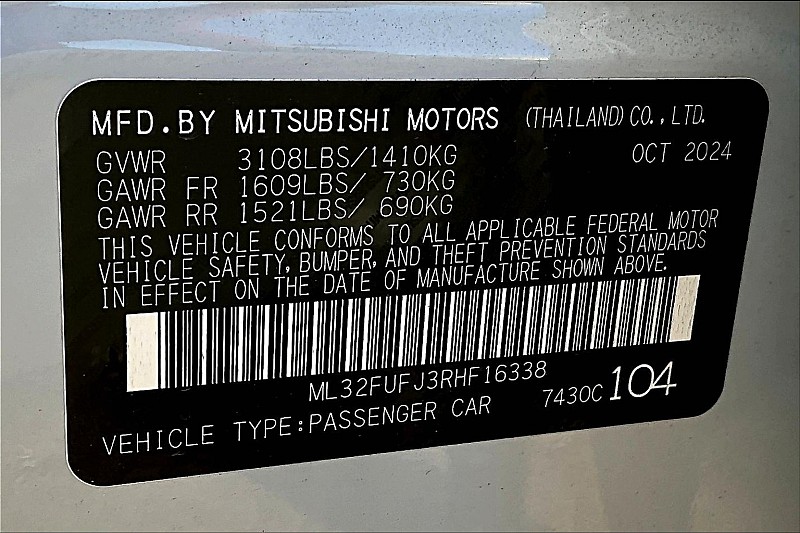 MFD.BY MITSUBISHI MOTORS (THAILAND) CO., LTD.
GVWR 3108LBS/1410KG OCT 2024
GAWR FR 1609LBS/ 730KG
GAWR RR 1521LBS/ 690KG
THIS VEHICLE CONFORMS TO ALL APPLICABLE FEDERAL MOTOR
VEHICLE SAFETY, BUMPER, AND THEFT PREVENTION STANDARDS
IN EFFECT ON THE DATE OF MANUFACTURE SHOWN ABOVE.
ML32FUFJ3RHF16338
VEHICLE TYPE:PASSENGER CAR 7430C 104